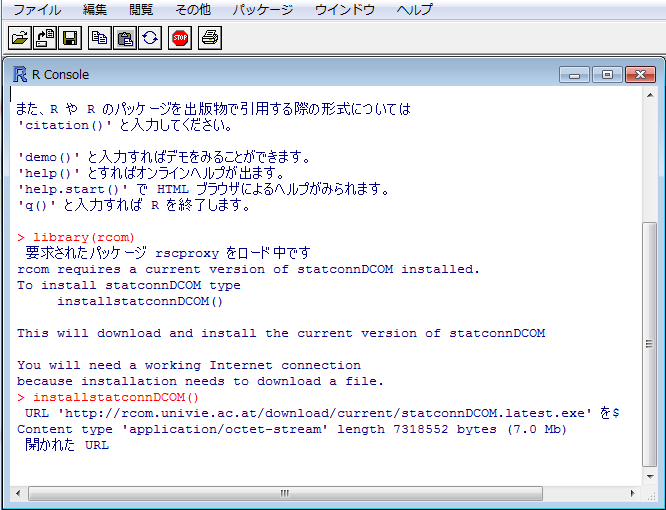 ファイル 編集 閲覧 その他 パッケージ ウインドウ ヘルプ
STOP
R R Console
また、R や R のパッケージを出版物で引用する際の形式については
'citation()' と入力してください。
'demo()' と入力すればデモをみることができます。
'help()' とすればオンラインヘルプが出ます。
'help.start()' で HTML ブラウザによるヘルプがみられます。
'q()' と入力すれば R を終了します。
> library(rcom)
要求されたパッケージ rscproxy をロード中です
rcom requires a current version of statconnDCOM installed.
To install statconnDCOM type
installstatconnDCOM()
This will download and install the current version of statconnDCOM
You will need a working Internet connection
because installation needs to download a file.
> installstatconnDCOM()
URL 'http://rcom.univie.ac.at/download/current/statconnDCOM.latest.exe' を$
Content type 'application/octet-stream' length 7318552 bytes (7.0 Mb)
開かれた URL